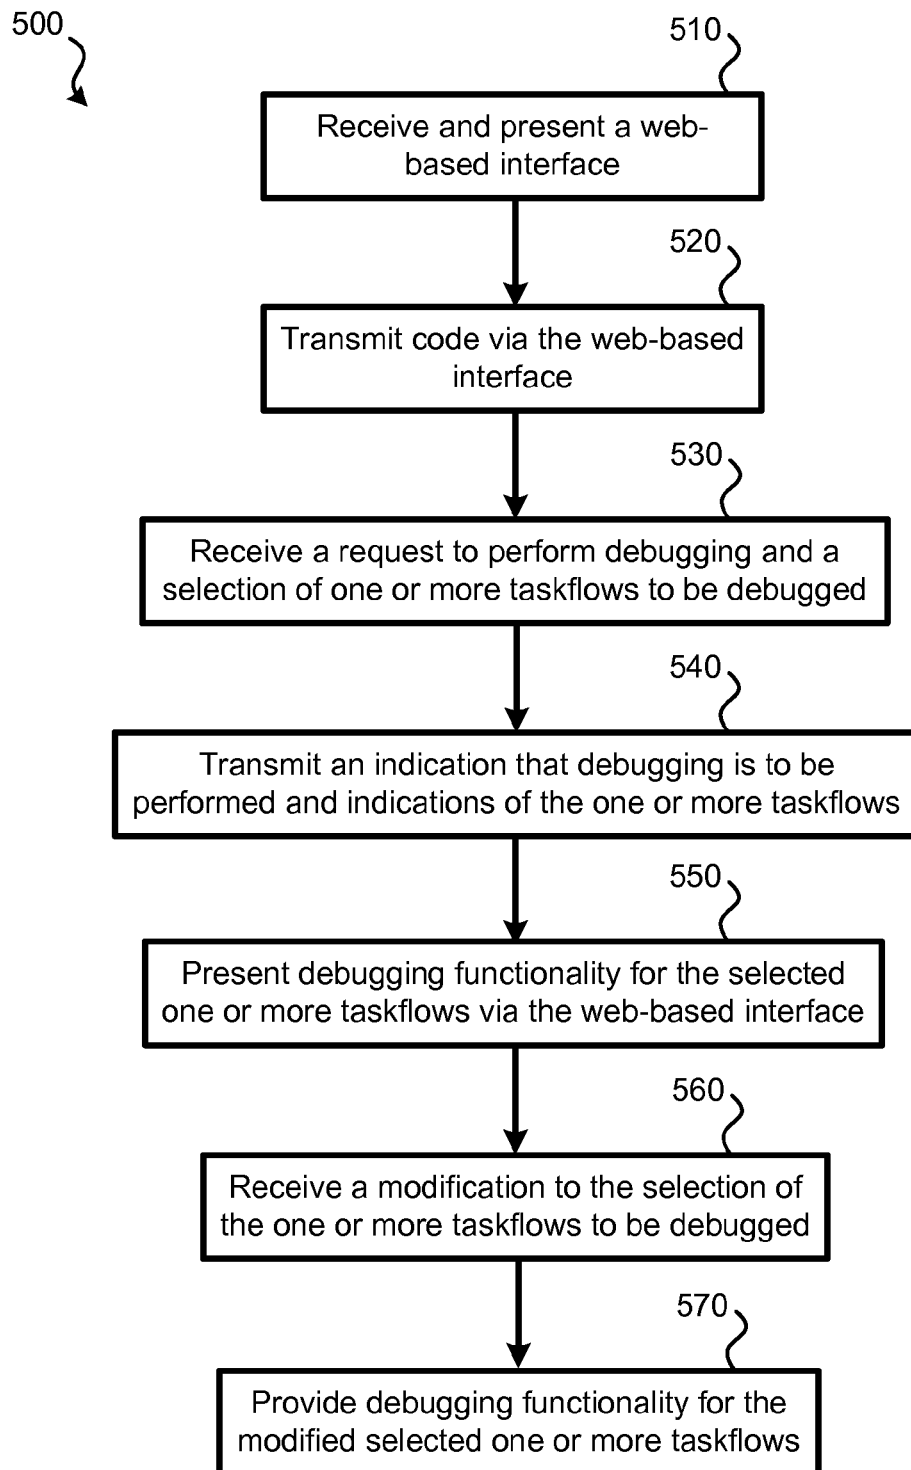 500
510
Receive and present a web-
based interface
520
Transmit code via the web-based
interface
530
Receive a request to perform debugging and a
selection of one or more taskflows to be debugged
540
Transmit an indication that debugging is to be
performed and indications of the one or more taskflows
550
Present debugging functionality for the selected
one or more taskflows via the web-based interface
560
Receive a modification to the selection of
the one or more taskflows to be debugged
570
Provide debugging functionality for the
modified selected one or more taskflows